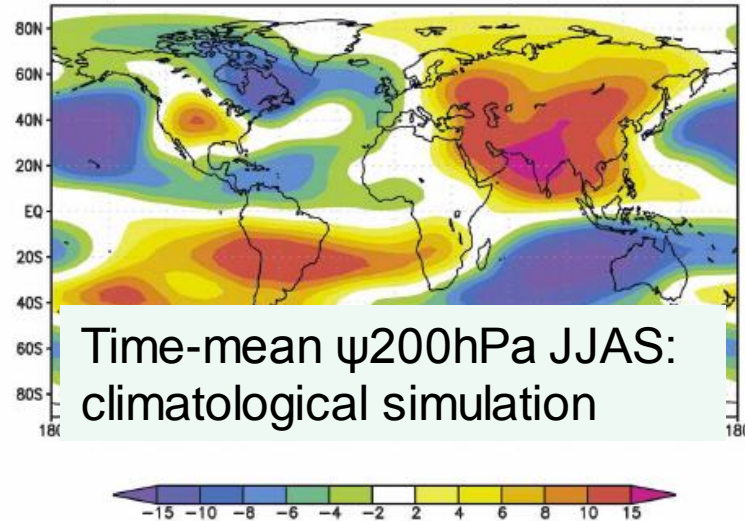 80N
60N
40N
20N
EQ
20S
40S
60S
80S
Time-mean ψ200hPa JJAS:
climatological simulation
-15 -10 -8 -6 -4 -2 2 4 6 8 10 15